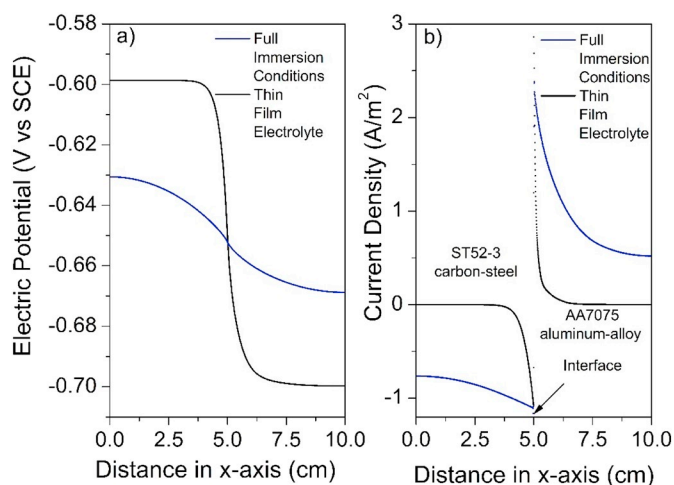 a)
Full
Immersion
Conditions
Thin
Film
Electrolyte
Electric Potential (V vs SCE)
-0.58
-0.60
-0.62
-0.64
-0.66
-0.68
-0.70
0.0 2.5 5.0 7.5 10.0
Distance in x-axis (cm)
b)
Full
Immersion
Conditions
Thin
Film
Electrolyte
Current Density (A/m²)
3
2
1
0
-1
ST52-3
carbon-steel
AA7075
aluminum-alloy
Interface
0.0 2.5 5.0 7.5 10.0
Distance in x-axis (cm)